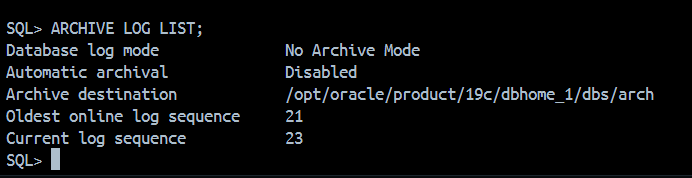 SQL> ARCHIVE LOG LIST;
Database log mode              No Archive Mode
Automatic archival             Disabled
Archive destination            /opt/oracle/product/19c/dbhome_1/dbs/arch
Oldest online log sequence     21
Current log sequence           23
SQL>